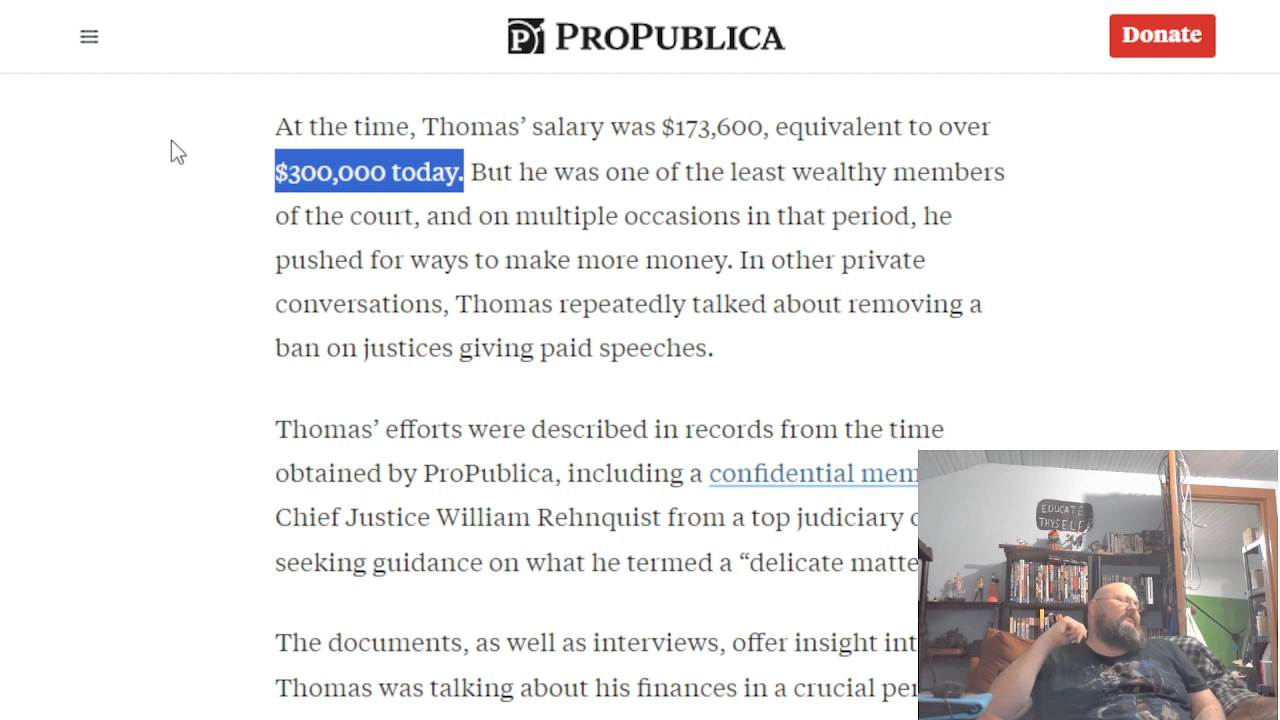 PROPUBLICA
Donate
At the time, Thomas’ salary was $173,600, equivalent to over
$300,000 today. But he was one of the least wealthy members
of the court, and on multiple occasions in that period, he
pushed for ways to make more money. In other private
conversations, Thomas repeatedly talked about removing a
ban on justices giving paid speeches.
Thomas’ efforts were described in records from the time
obtained by ProPublica, including a confidential mem
Chief Justice William Rehnquist from a top judiciary
seeking guidance on what he termed a “delicate matte
The documents, as well as interviews, offer insight int
Thomas was talking about his finances in a crucial per
EDUCATE
THYSELF